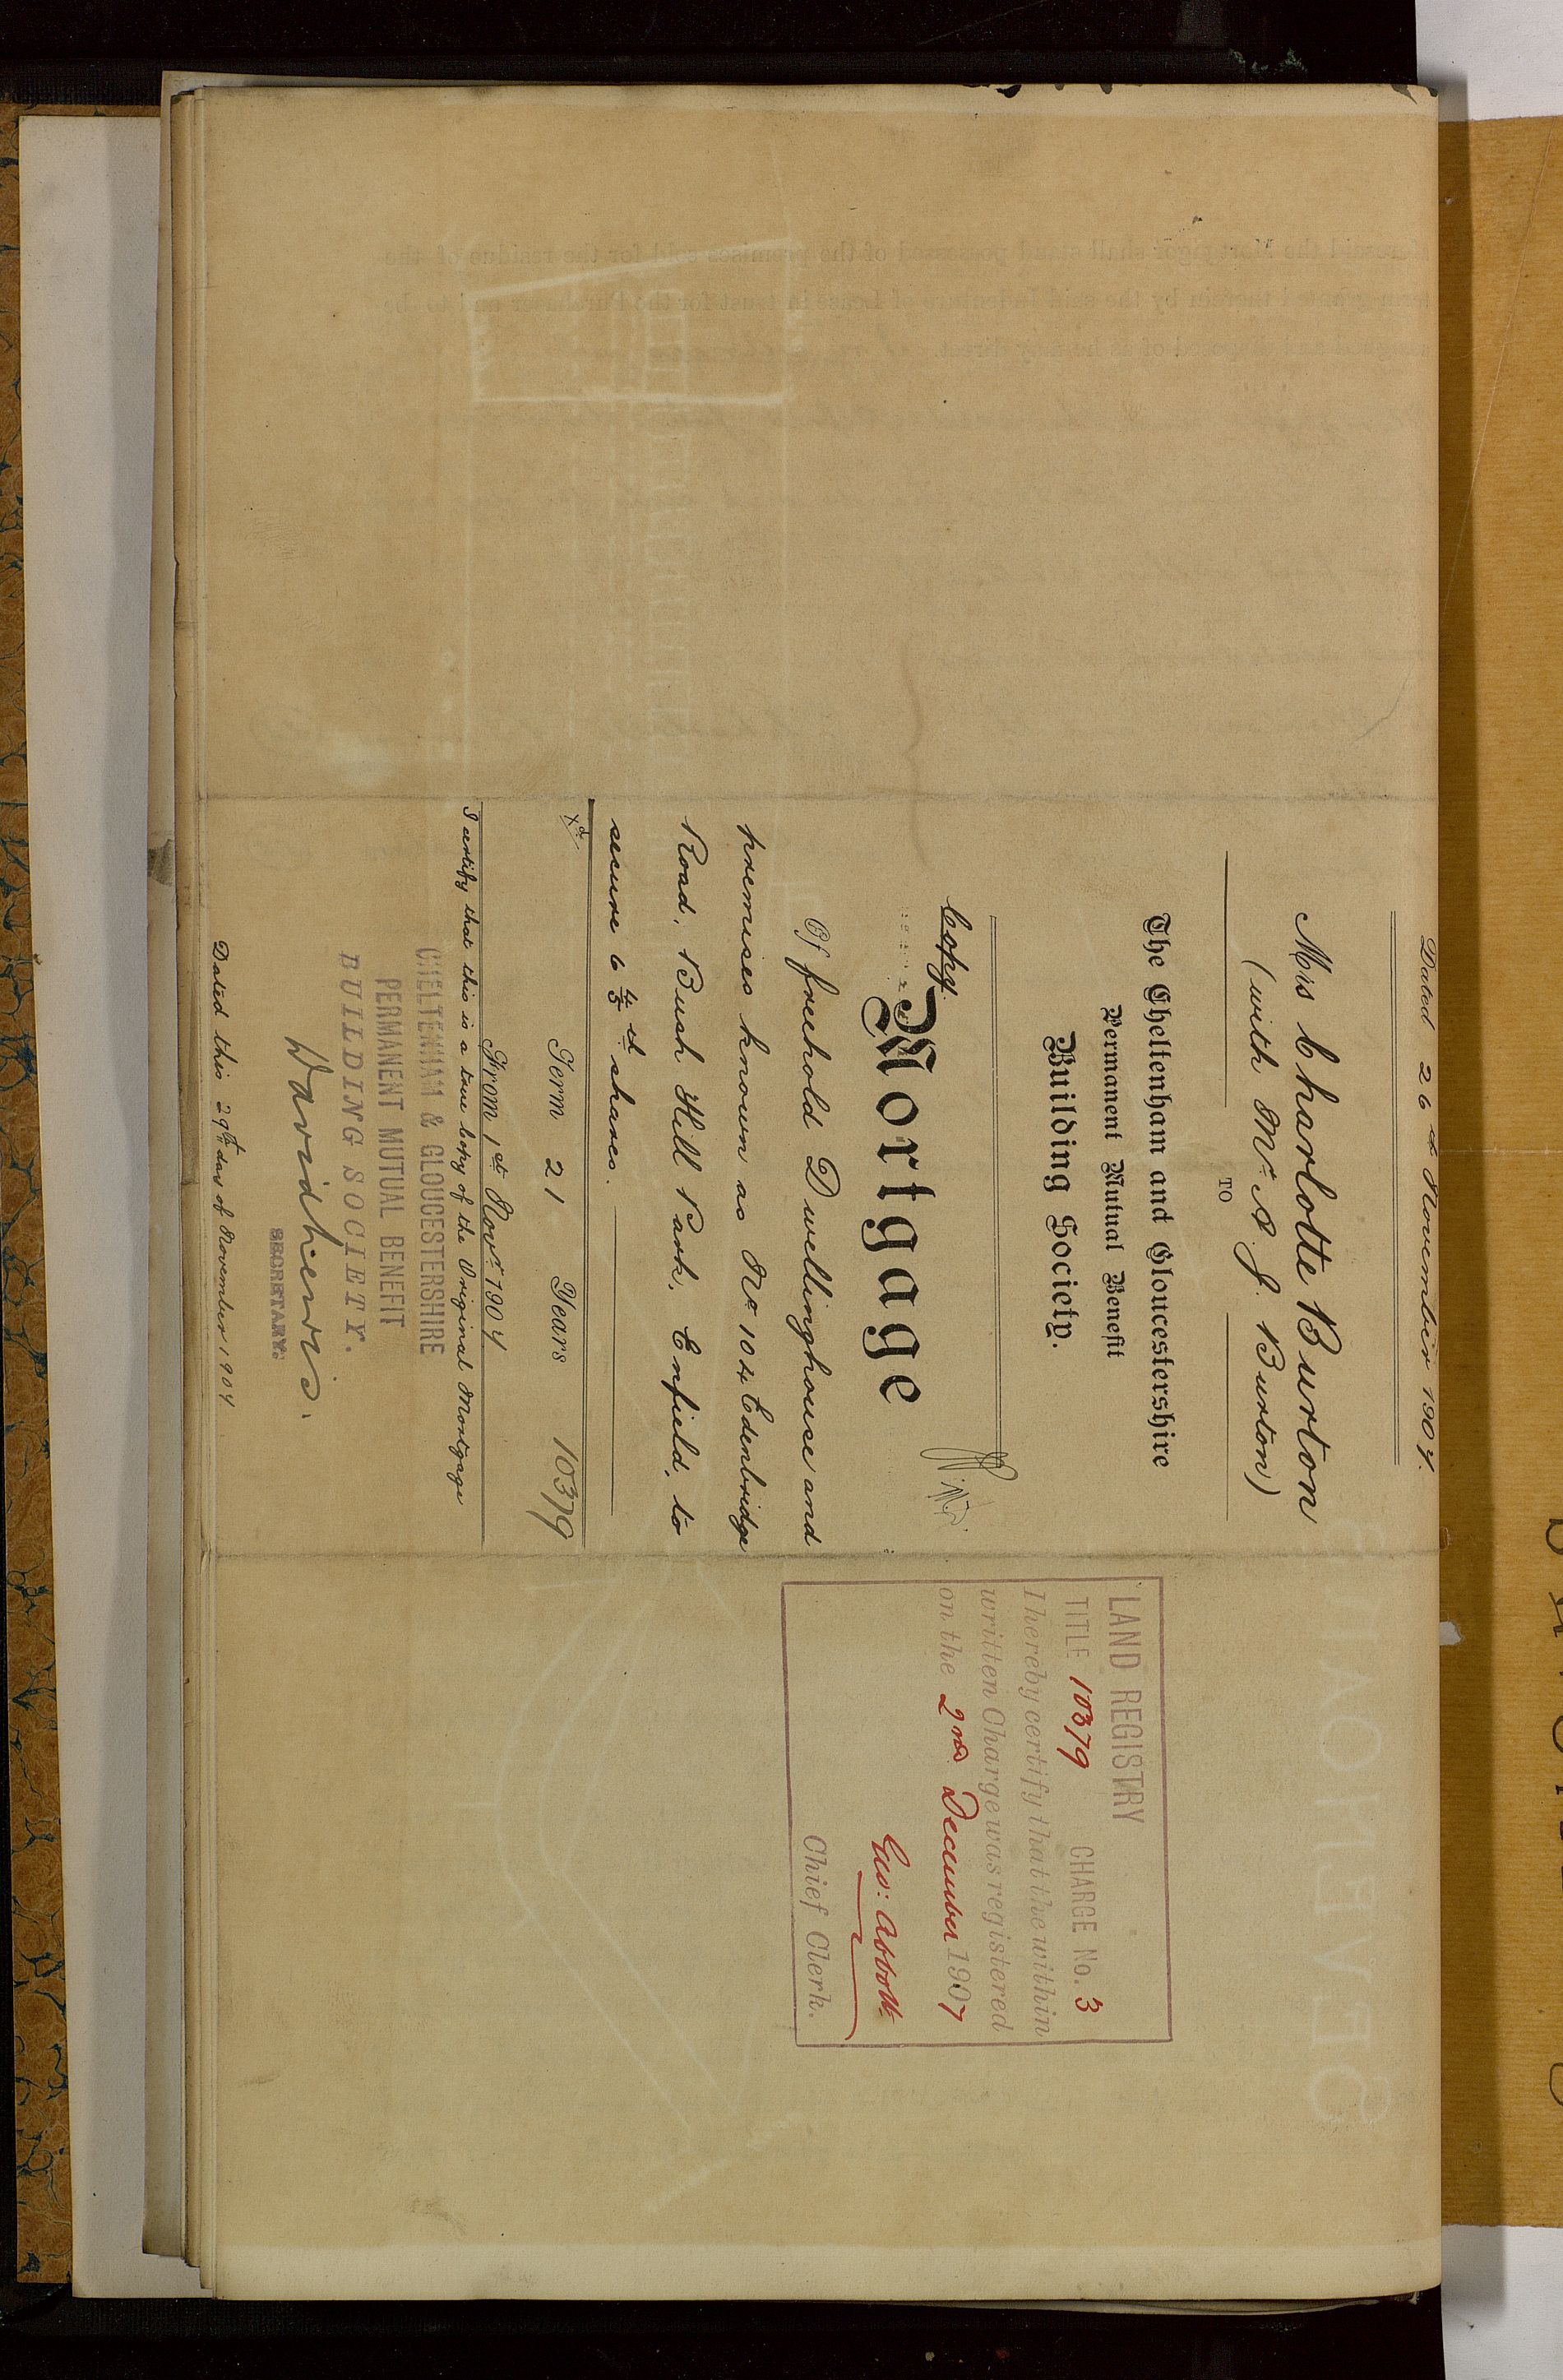 Dated 26th November 1904.
Mrs Charlotte Burton
(with Mr A. J. Burton)
TO
The Cheltenham and Gloucestershire
Permanent Mutual Benefit
Building Society.
Copy
Mortgage
Of freehold Dwellinghouse and
premises known as No 104 Edenbridge
Road, Bush Hill Park, Enfield, to
secure 6 4/5th shares.
Term 21 Years 10379
From 1st Novr 1904
I certify that this is a true Copy of the Original Mortgage
CHELTENHAM & GLOUCESTERSHIRE
PERMANENT MUTUAL BENEFIT
BUILDING SOCIETY.
SECRETARY.
Dated this 29th day of November 1904
LAND REGISTRY
TITLE 10379 CHARGE No. 3
I hereby certify that the within
written Charge was registered
on the 2nd December 1907
Geo: Abbott
Chief Clerk.